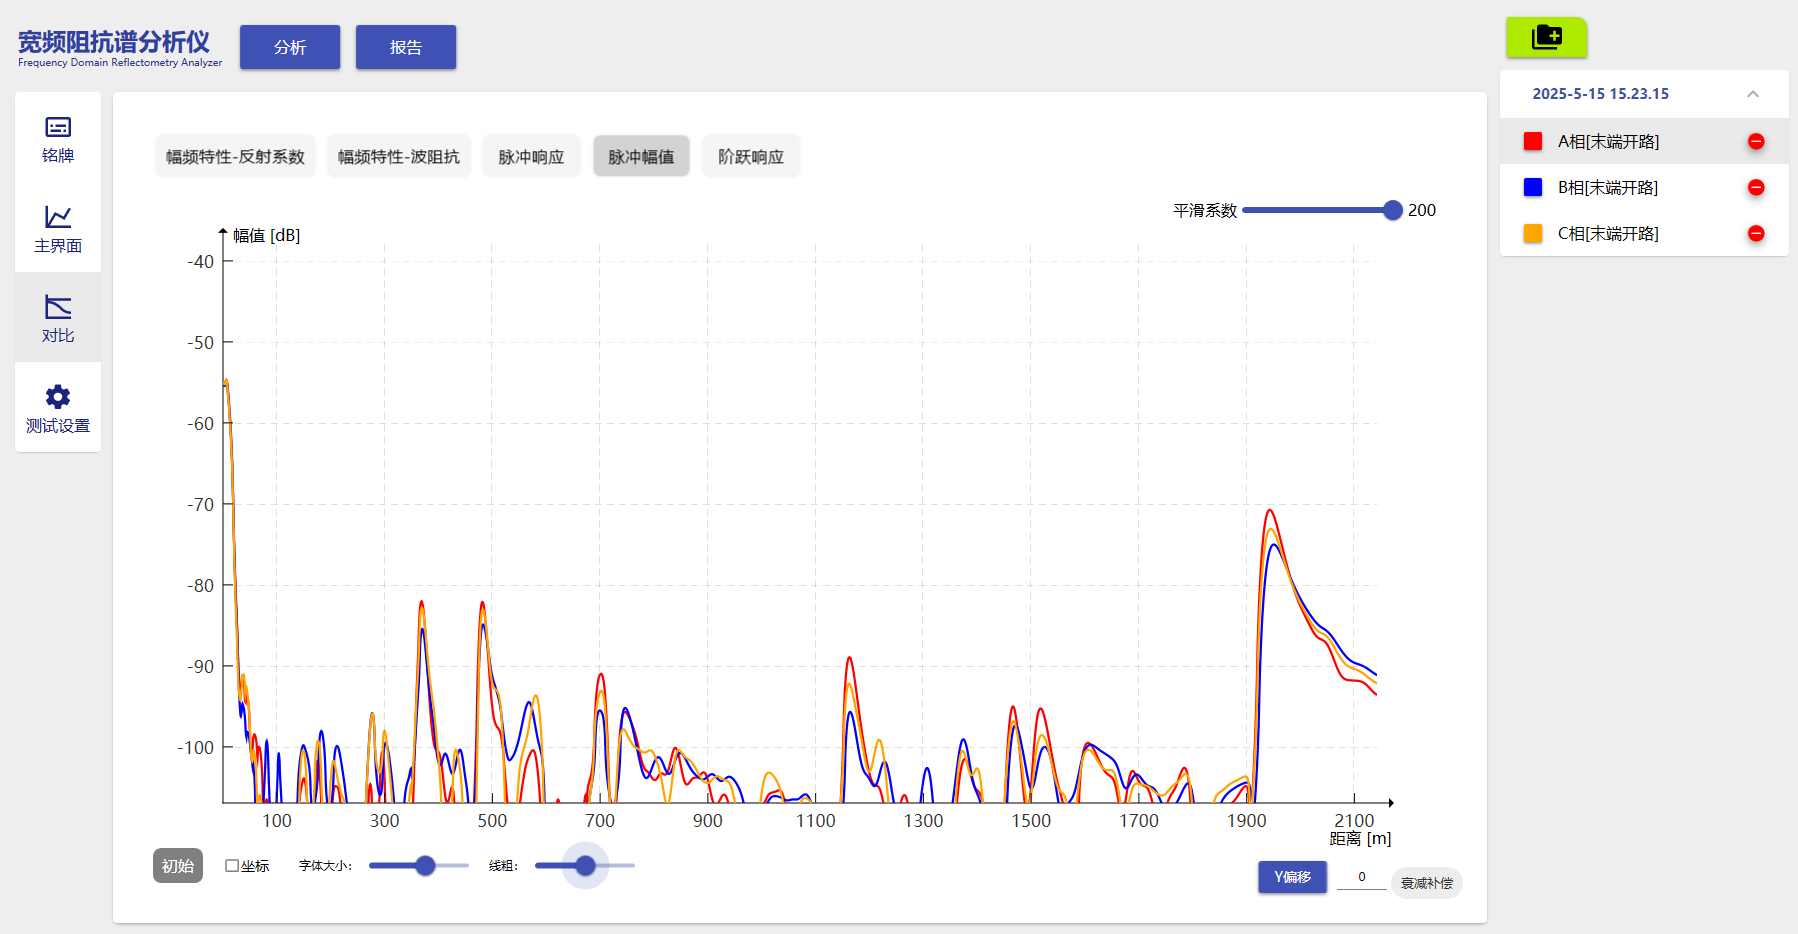 宽频阻抗谱分析仪
Frequency Domain Reflectometry Analyzer
分析
报告
铭牌
主界面
对比
测试设置
幅频特性-反射系数
幅频特性-波阻抗
脉冲响应
脉冲幅值
阶跃响应
平滑系数
200
幅值 [dB]
-40
-50
-60
-70
-80
-90
-100
100
300
500
700
900
1100
1300
1500
1700
1900
2100
距离 [m]
初始
坐标
字体大小:
线粗:
Y偏移
0
衰减补偿
2025-5-15 15.23.15
A相[末端开路]
B相[末端开路]
C相[末端开路]